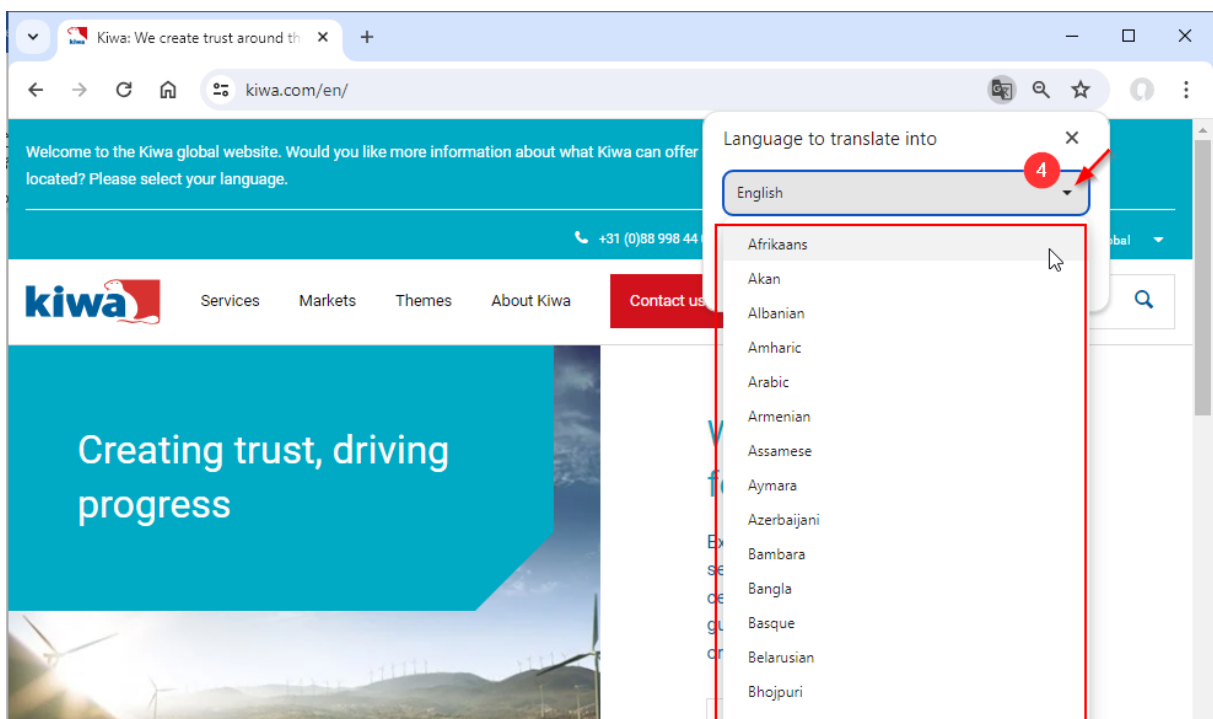 Kiwa: We create trust around th
kiwa.com/en/
Welcome to the Kiwa global website. Would you like more information about what Kiwa can offer
located? Please select your language.
+31 (0)88 998 44
kiwa
Services
Markets
Themes
About Kiwa
Contact us
Creating trust, driving
progress
Language to translate into
4
English
Afrikaans
Akan
Albanian
Amharic
Arabic
Armenian
Assamese
Aymara
Azerbaijani
Bambara
Bangla
Basque
Belarusian
Bhojpuri